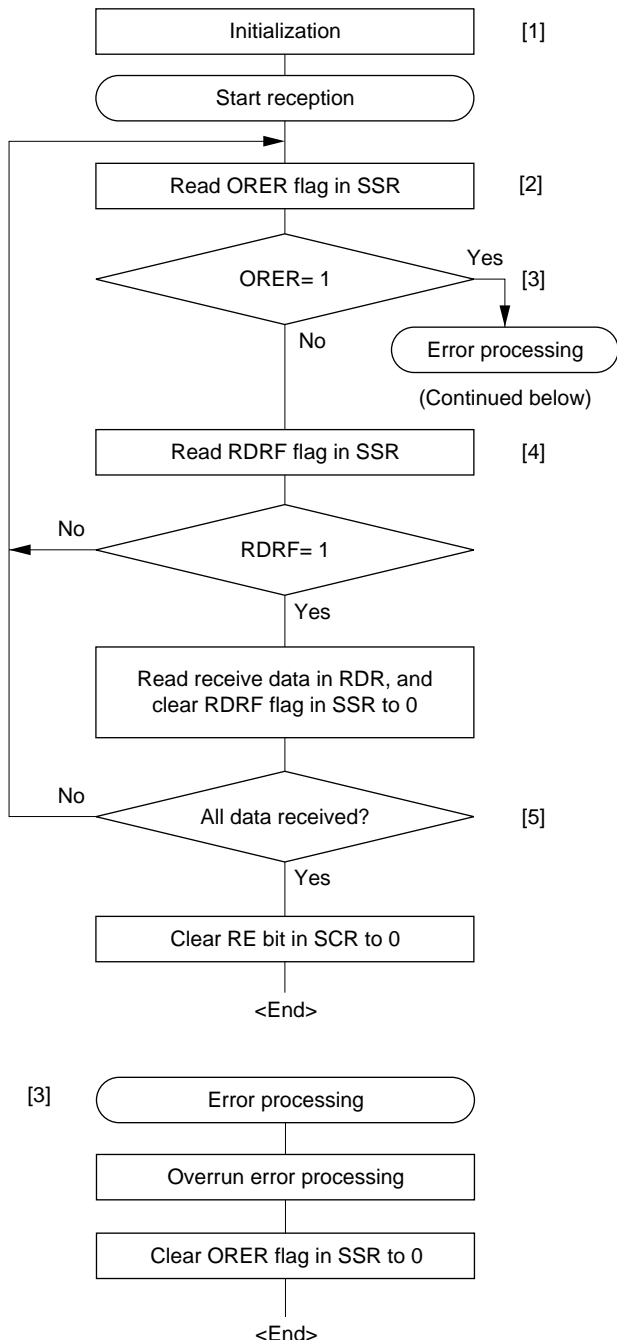 Initialization [1]
Start reception
Read ORER flag in SSR [2]
Yes
ORER= 1 [3]
No
Error processing
(Continued below)
Read RDRF flag in SSR [4]
No
RDRF= 1
Yes
Read receive data in RDR, and
clear RDRF flag in SSR to 0
No
All data received? [5]
Yes
Clear RE bit in SCR to 0
<End>
[3] Error processing
Overrun error processing
Clear ORER flag in SSR to 0
<End>